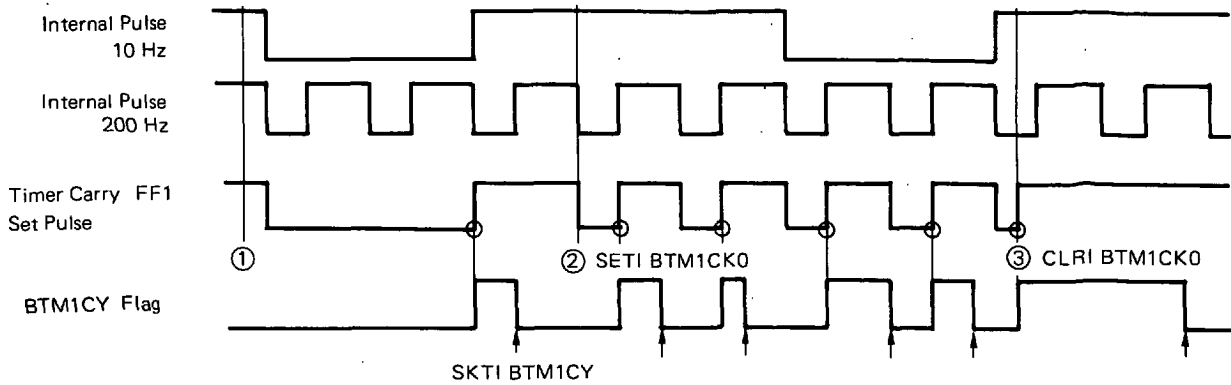 Internal Pulse
10 Hz
Internal Pulse
200 Hz
Timer Carry FF1
Set Pulse
① ② SETI BTM1CK0 ③ CLRI BTM1CK0
BTM1CY Flag
SKTI BTM1CY